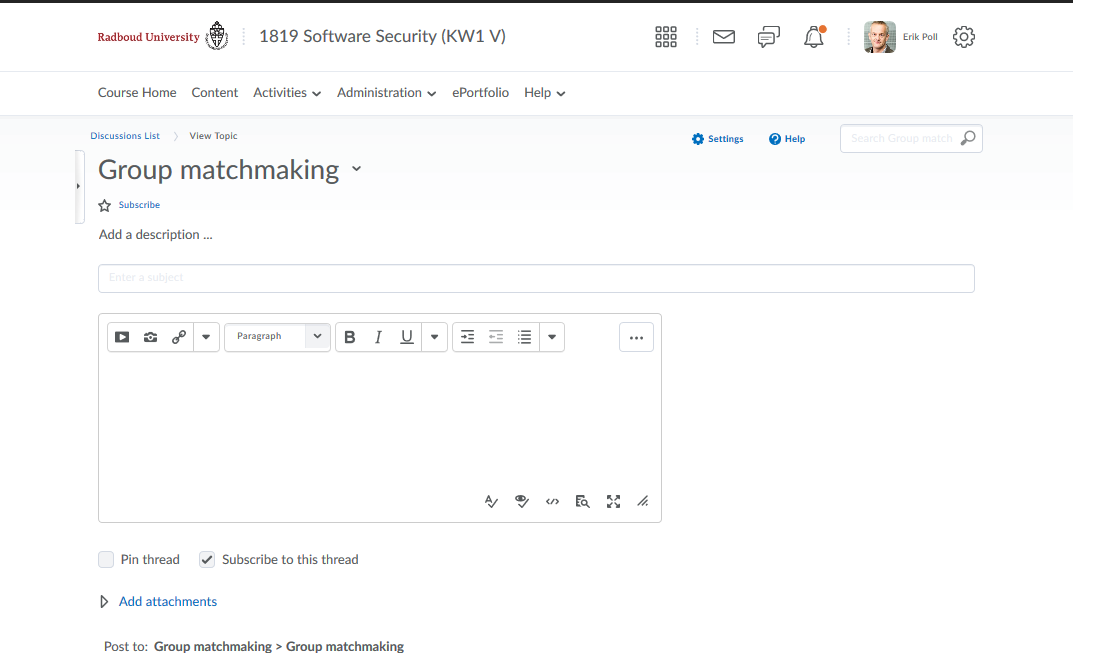 Radboud University 1819 Software Security (KW1 V) Erik Poll
Course Home Content Activities Administration ePortfolio Help
Discussions List View Topic Settings Help Search Group match
Group matchmaking
Subscribe
Add a description ...
Enter a subject
Paragraph B I U ...
Pin thread Subscribe to this thread
Add attachments
Post to: Group matchmaking > Group matchmaking